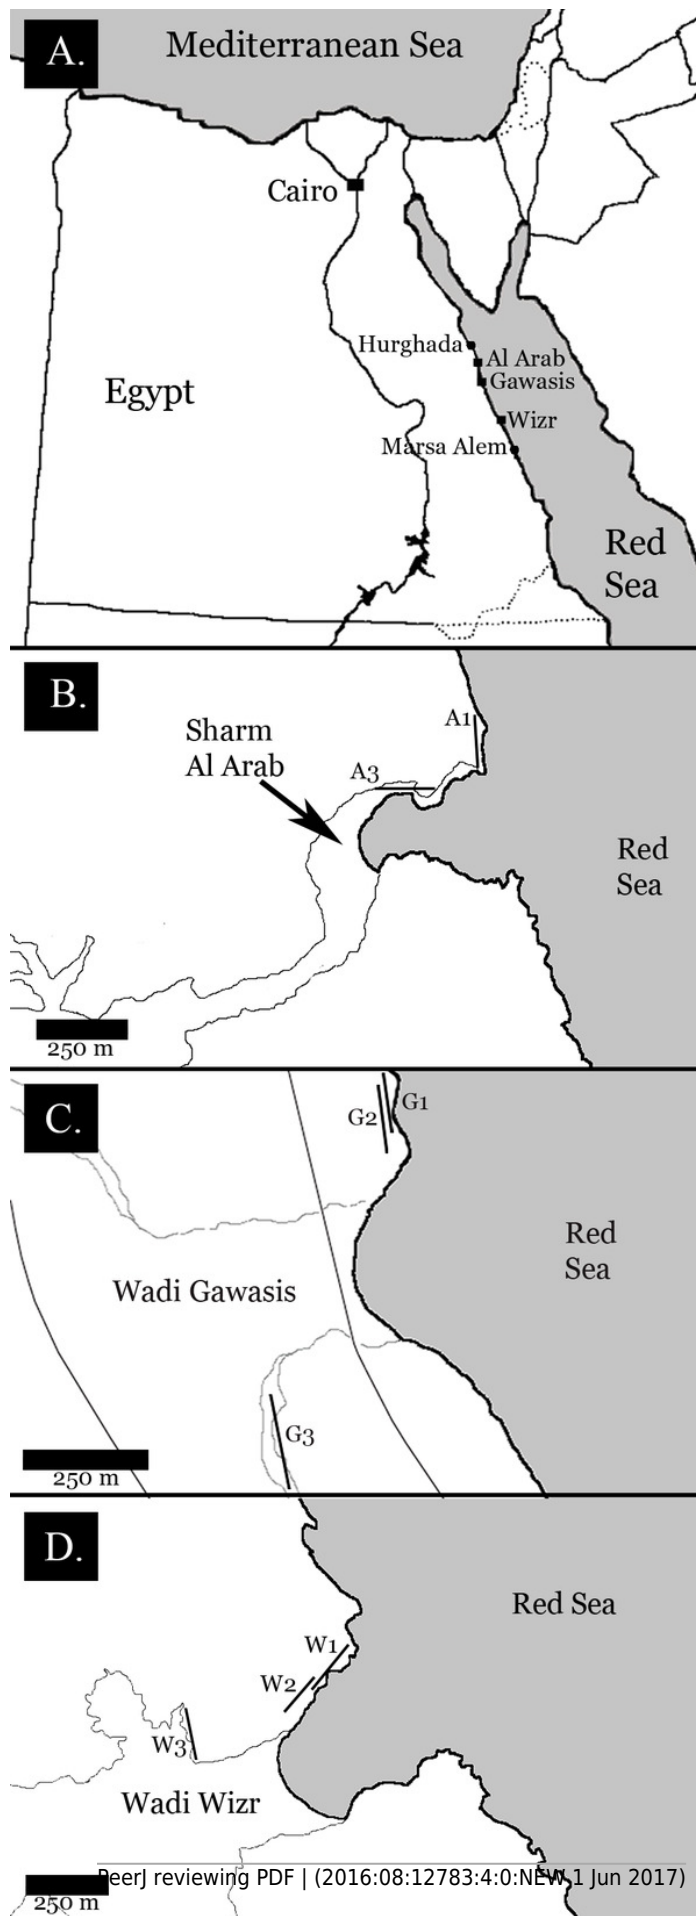 A.
Mediterranean Sea
Cairo
Hurghada
Al Arab
Egypt
Gawasis
Wizr
Marsa Alem
Red
Sea
B.
Sharm
Al Arab
A1
A3
Red
Sea
250 m
C.
G1
G2
Red
Sea
Wadi Gawasis
G3
250 m
D.
Red Sea
W1
W2
W3
Wadi Wizr
PeerJ reviewing PDF | (2016:08:12783:4:0:NEW 1 Jun 2017)
250 m